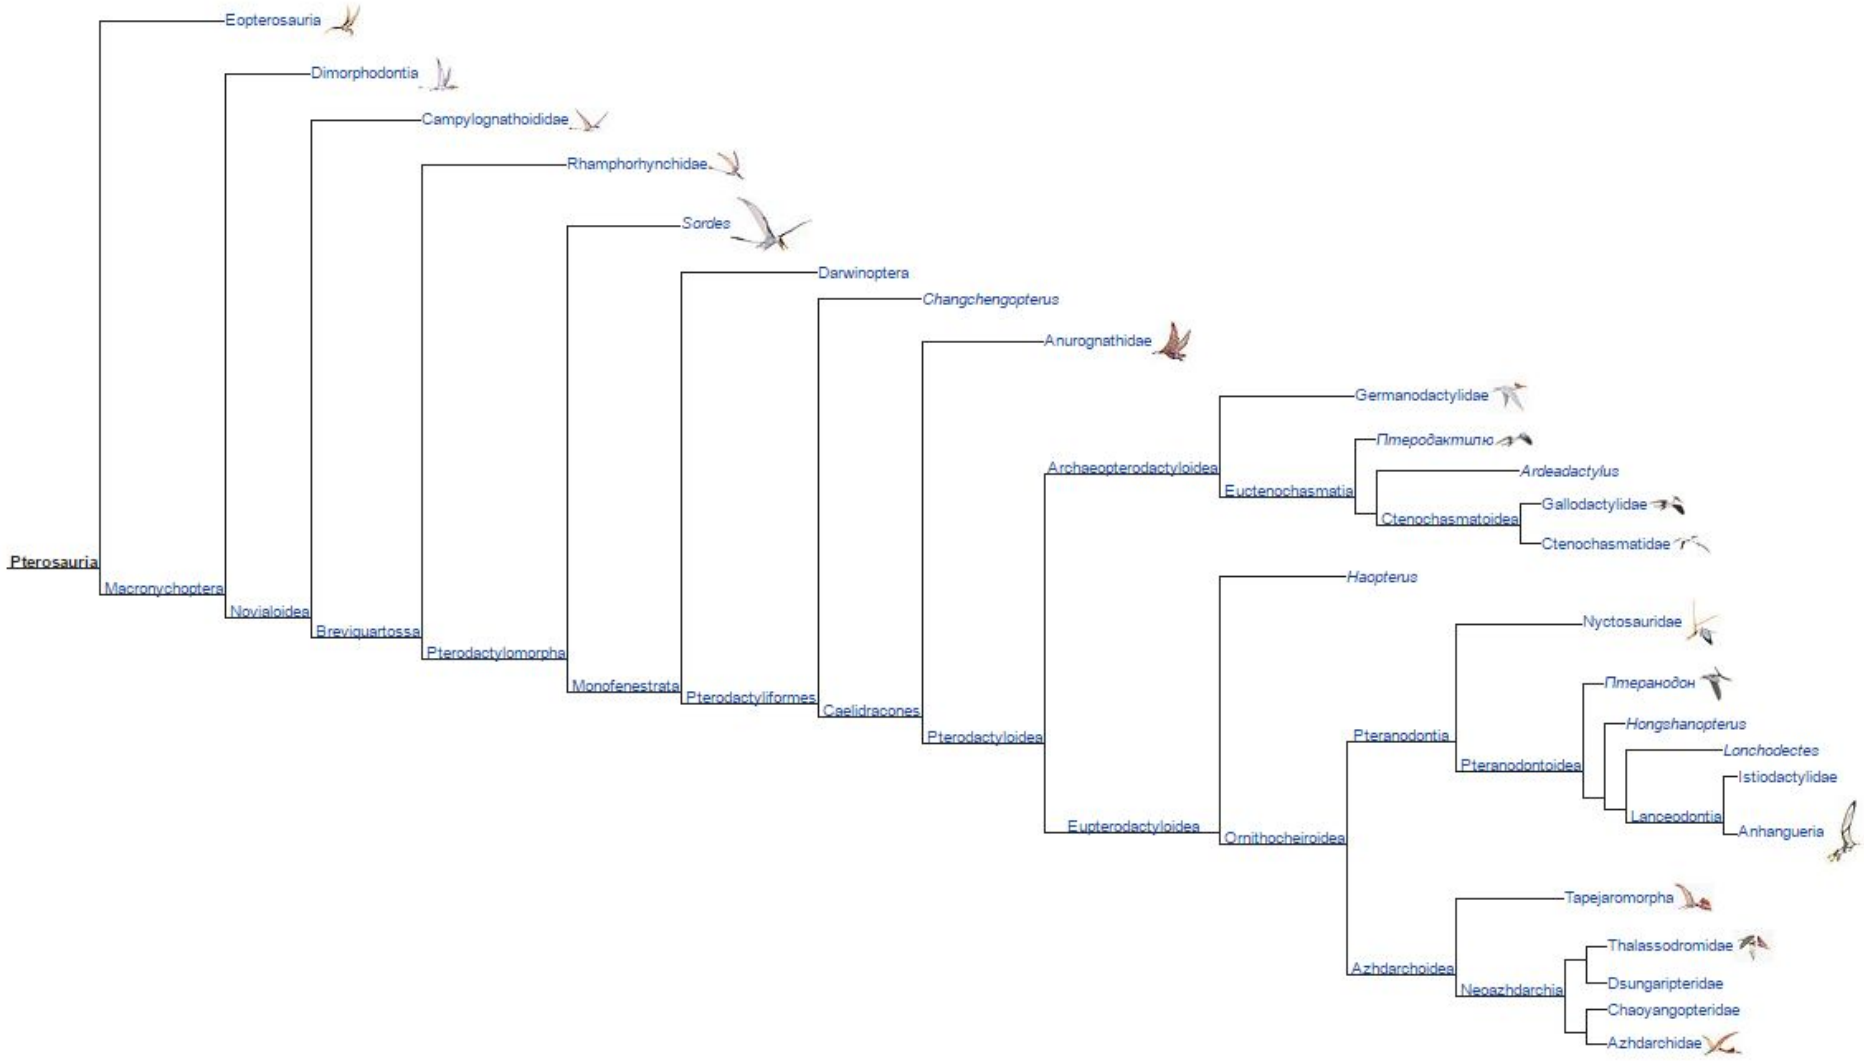 Eopterosauria
Dimorphodontia
Campylognathoididae
Rhamphorhynchidae
Sordes
Darwinoptera
Changchengopterus
Anurognathidae
Germanodactylidae
Птеродактилю
Archaeopterodactyloidea
Ardeadactylus
Euctenochasmatia
Gallodactylidae
Ctenochasmatoidea
Ctenochasmatidae
Pterosauria
Haopterus
Macronychoptera
Novialoidea
Nyctosauridae
Breviquartossa
Pterodactylomorpha
Monofenestrata
Птеранодон
Pterodactyliformes
Caelidracones
Hongshanopterus
Pterodactyloidea
Pteranodontia
Lonchodectes
Pteranodontoidea
Istiodactylidae
Lanceodontia
Eupterodactyloidea
Anhangueria
Ornithocheiroidea
Tapejaromorpha
Thalassodromidae
Azhdarchoidea
Dsungaripteridae
Neoazhdarchia
Chaoyangopteridae
Azhdarchidae